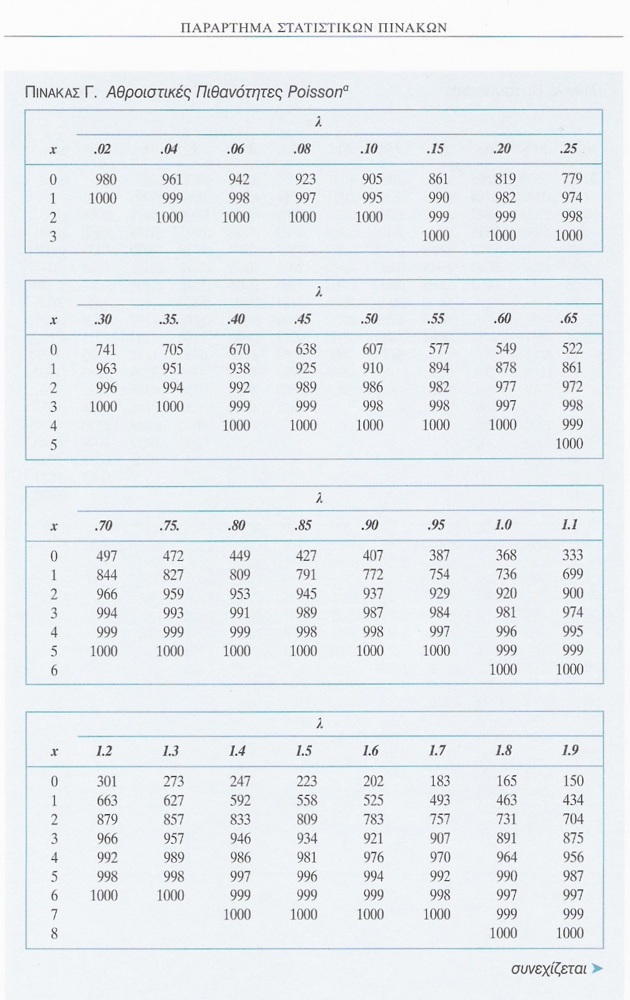 ΠΑΡΑΡΤΗΜΑ ΣΤΑΤΙΣΤΙΚΩΝ ΠΙΝΑΚΩΝ
ΠΙΝΑΚΑΣ Γ. Αθροιστικές Πιθανότητες Poissonα
λ
x .02 .04 .06 .08 .10 .15 .20 .25
0 980 961 942 923 905 861 819 779
1 1000 999 998 997 995 990 982 974
2 1000 1000 1000 1000 999 999 998
3 1000 1000 1000
λ
x .30 .35. .40 .45 .50 .55 .60 .65
0 741 705 670 638 607 577 549 522
1 963 951 938 925 910 894 878 861
2 996 994 992 989 986 982 977 972
3 1000 1000 999 999 998 998 997 998
4 1000 1000 1000 1000 1000 999
5 1000
λ
x .70 .75. .80 .85 .90 .95 1.0 1.1
0 497 472 449 427 407 387 368 333
1 844 827 809 791 772 754 736 699
2 966 959 953 945 937 929 920 900
3 994 993 991 989 987 984 981 974
4 999 999 999 998 998 997 996 995
5 1000 1000 1000 1000 1000 1000 999 999
6 1000 1000
λ
x 1.2 1.3 1.4 1.5 1.6 1.7 1.8 1.9
0 301 273 247 223 202 183 165 150
1 663 627 592 558 525 493 463 434
2 879 857 833 809 783 757 731 704
3 966 957 946 934 921 907 891 875
4 992 989 986 981 976 970 964 956
5 998 998 997 996 994 992 990 987
6 1000 1000 999 999 999 998 997 997
7 1000 1000 1000 1000 999 999
8 1000 1000
συνεχίζεται ➤